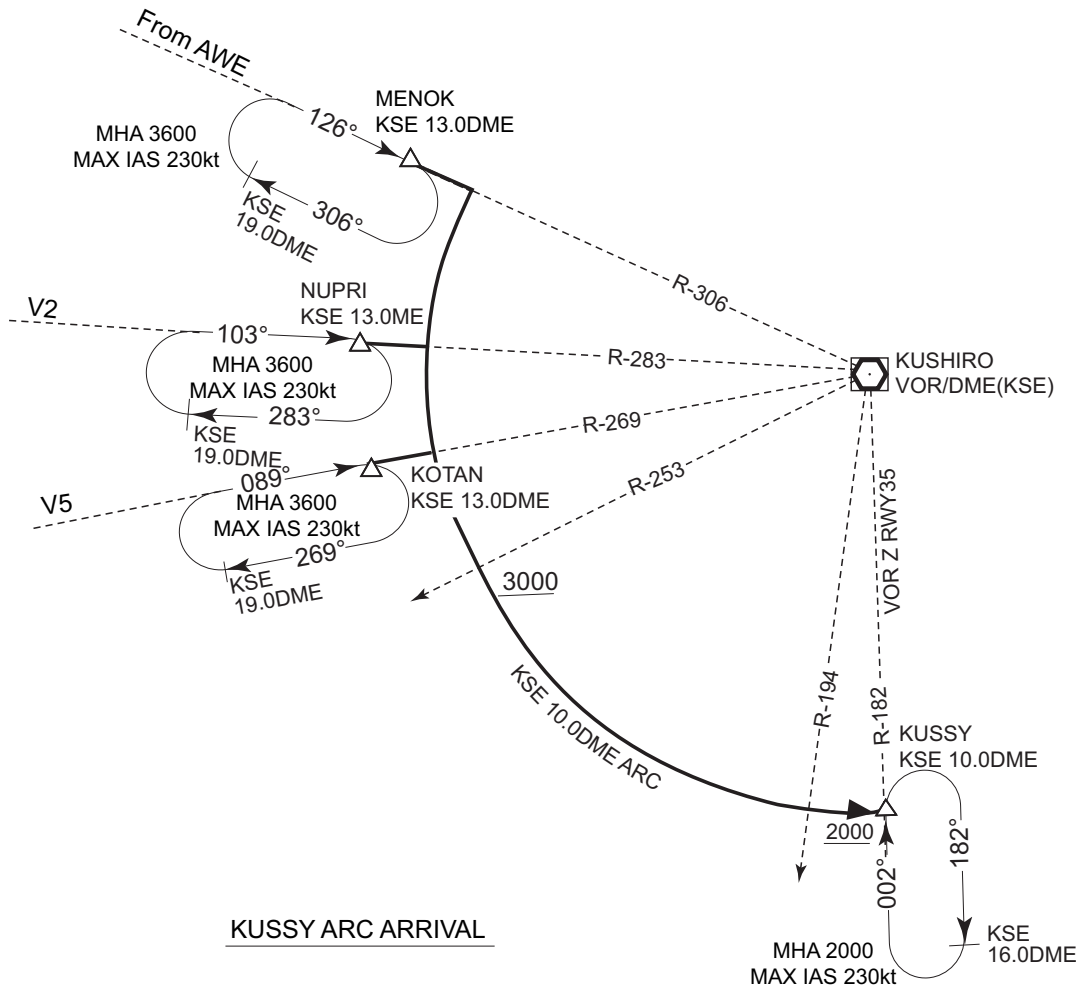 From AWE
126°
MENOK
KSE 13.0DME
MHA 3600
MAX IAS 230kt
306°
KSE
19.0DME
R-306
V2
NUPRI
KSE 13.0ME
103°
MHA 3600
MAX IAS 230kt
283°
KSE
19.0DME
R-283
KUSHIRO
VOR/DME(KSE)
R-269
V5
089°
KOTAN
KSE 13.0DME
MHA 3600
MAX IAS 230kt
269°
KSE
19.0DME
R-253
3000
VOR Z RWY35
KSE 10.0DME ARC
R-194
R-182
KUSSY
KSE 10.0DME
2000
002°
182°
KSE
16.0DME
MHA 2000
MAX IAS 230kt
KUSSY ARC ARRIVAL